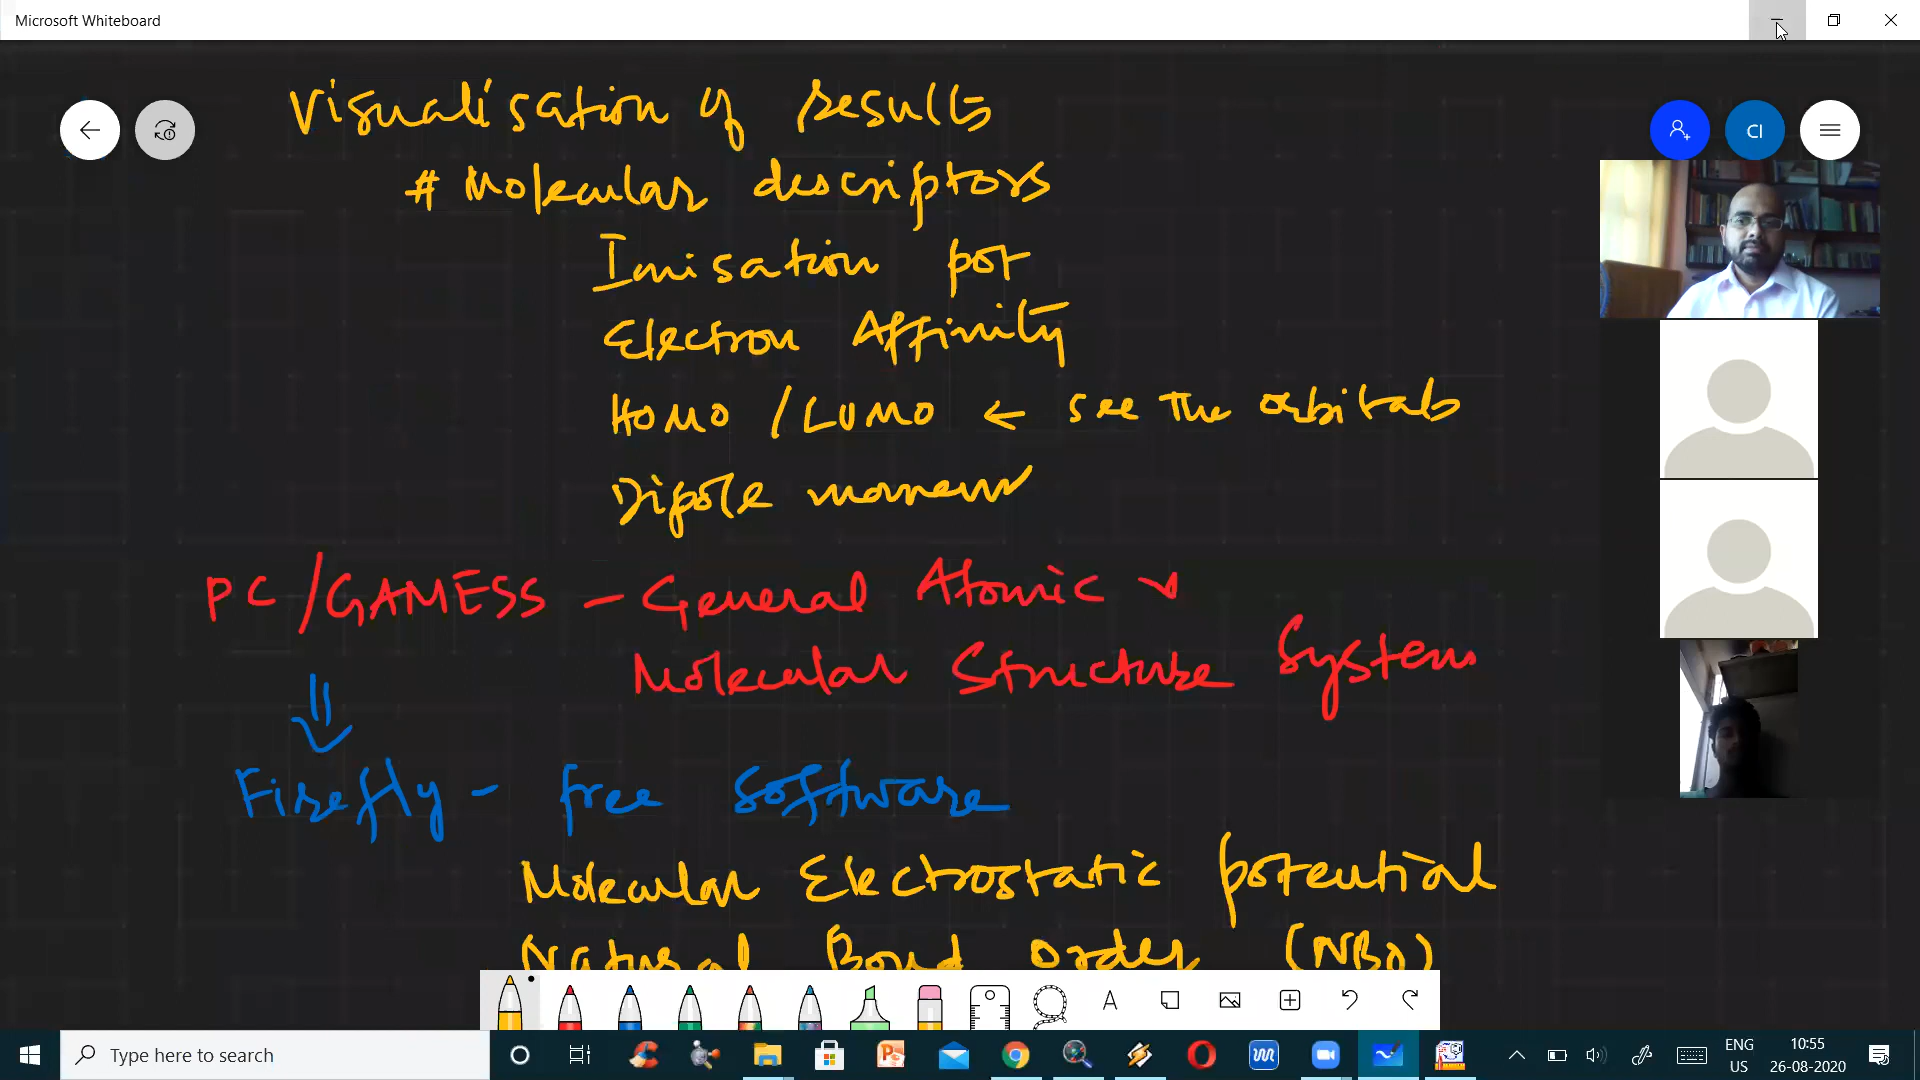 Microsoft Whiteboard
CI
Visualisation of results
# Molecular descriptors
Ionisation pot
Electron Affinity
HOMO / LUMO ← see the orbitals
Dipole moment
PC/GAMESS - General Atomic
Molecular Structure System
Firefly - free software
Molecular Electrostatic potential
Natural Bond Order (NBO)
A
Type here to search
ENG
US
10:55
26-08-2020